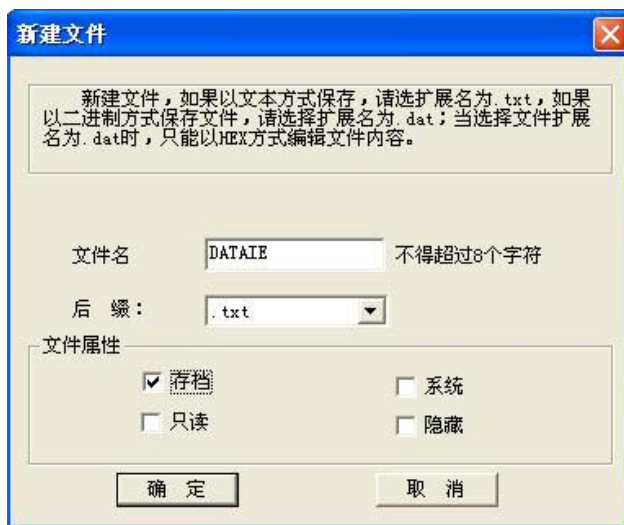 新建文件
新建文件,如果以文本方式保存,请选扩展名为.txt,如果
以二进制方式保存文件,请选择扩展名为.dat;当选择文件扩展
名为.dat时,只能以HEX方式编辑文件内容。
文件名 DATAIE 不得超过8个字符
后 缀: .txt
文件属性
存档 系统
只读 隐藏
确 定 取 消